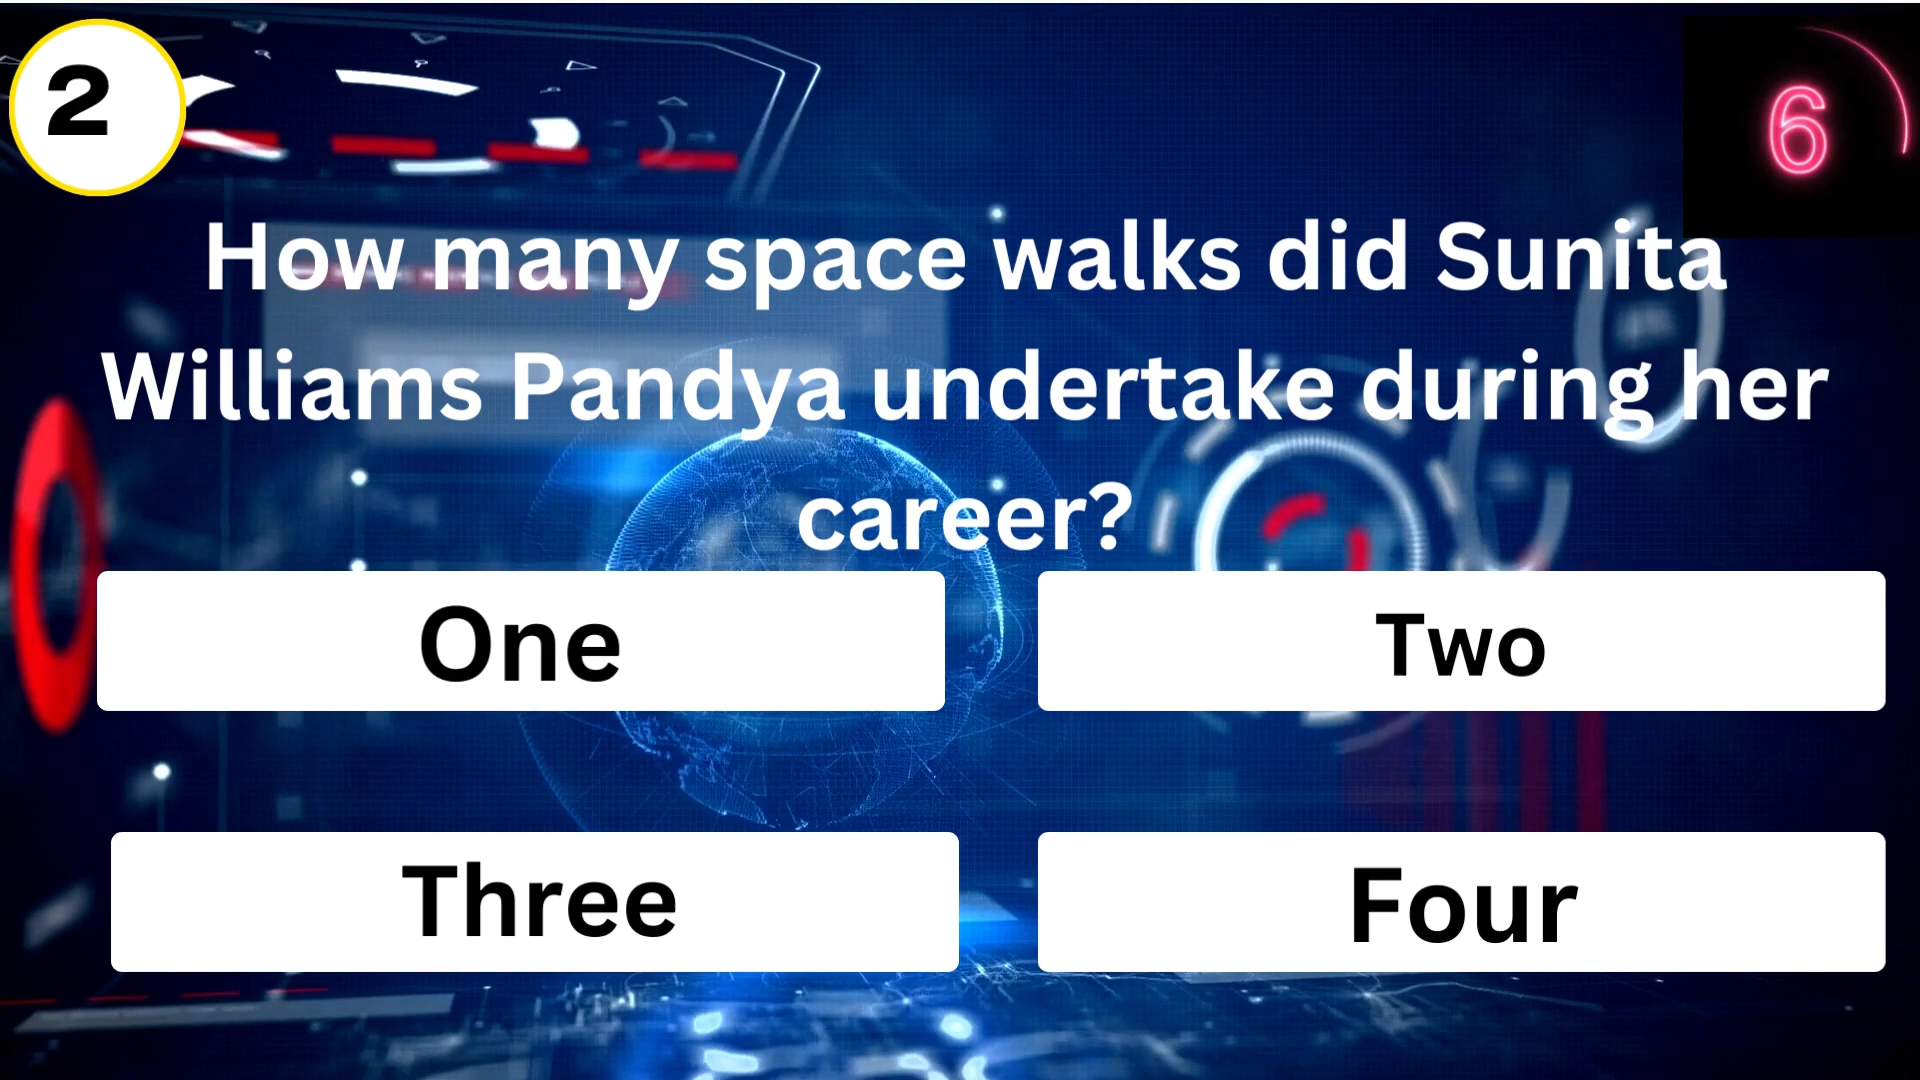 2
6
How many space walks did Sunita
Williams Pandya undertake during her
career?
One
Two
Three
Four